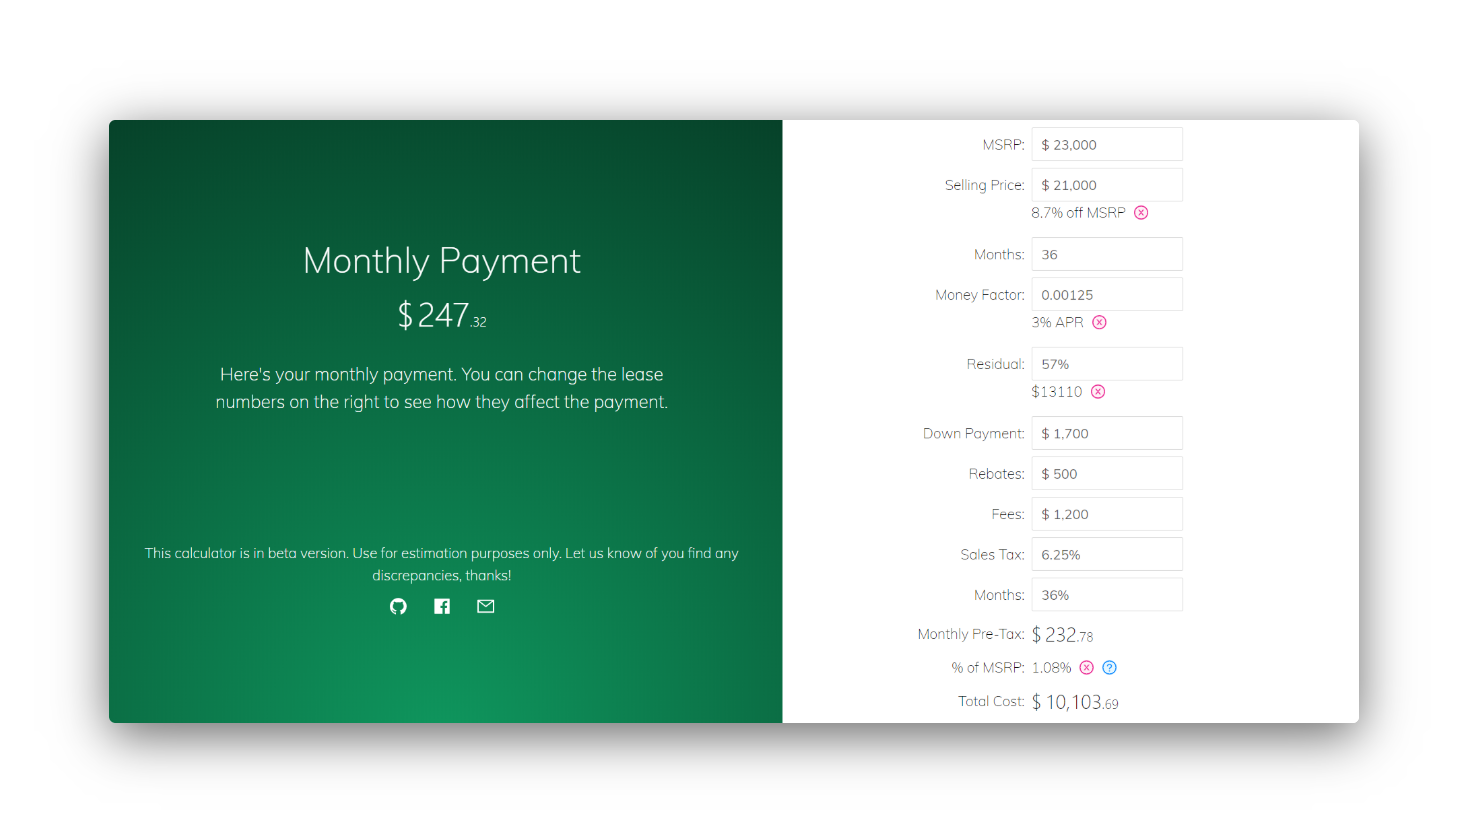 Monthly Payment
$ 247.32
Here's your monthly payment. You can change the lease
numbers on the right to see how they affect the payment.
This calculator is in beta version. Use for estimation purposes only. Let us know of you find any
discrepancies, thanks!
MSRP: $ 23,000
Selling Price: $ 21,000
8.7% off MSRP
Months: 36
Money Factor: 0.00125
3% APR
Residual: 57%
$13110
Down Payment: $ 1,700
Rebates: $ 500
Fees: $ 1,200
Sales Tax: 6.25%
Months: 36%
Monthly Pre-Tax: $ 232.78
% of MSRP: 1.08%
Total Cost: $ 10,103.69